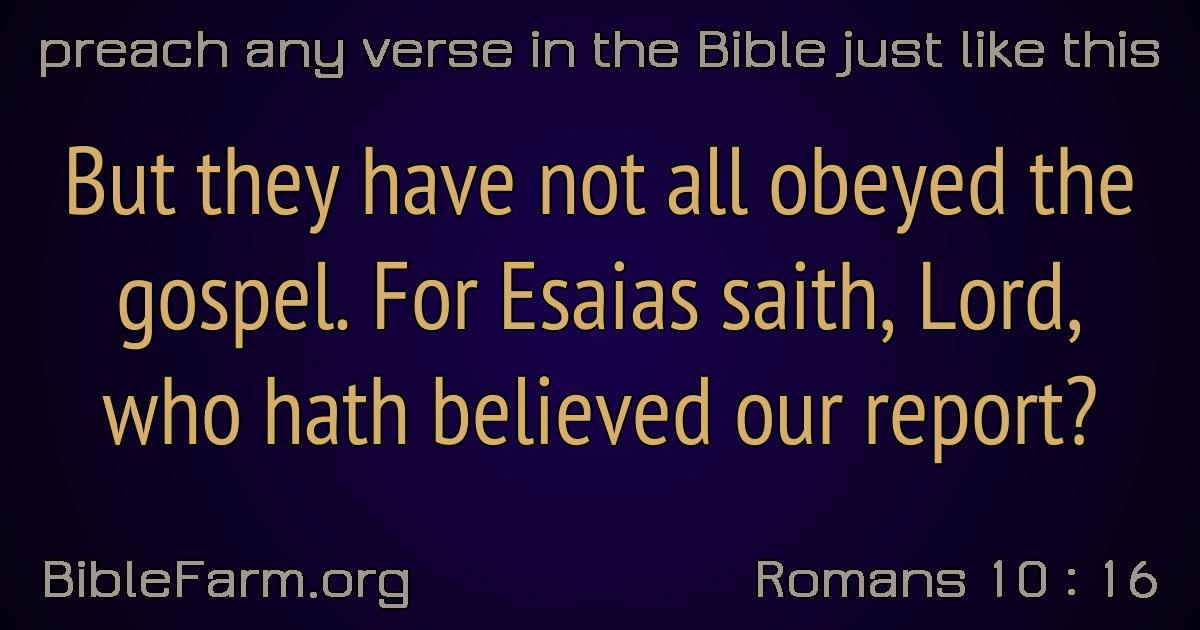 preach any verse in the Bible just like this
But they have not all obeyed the
gospel. For Esaias saith, Lord,
who hath believed our report?
BibleFarm.org
Romans 10 : 16